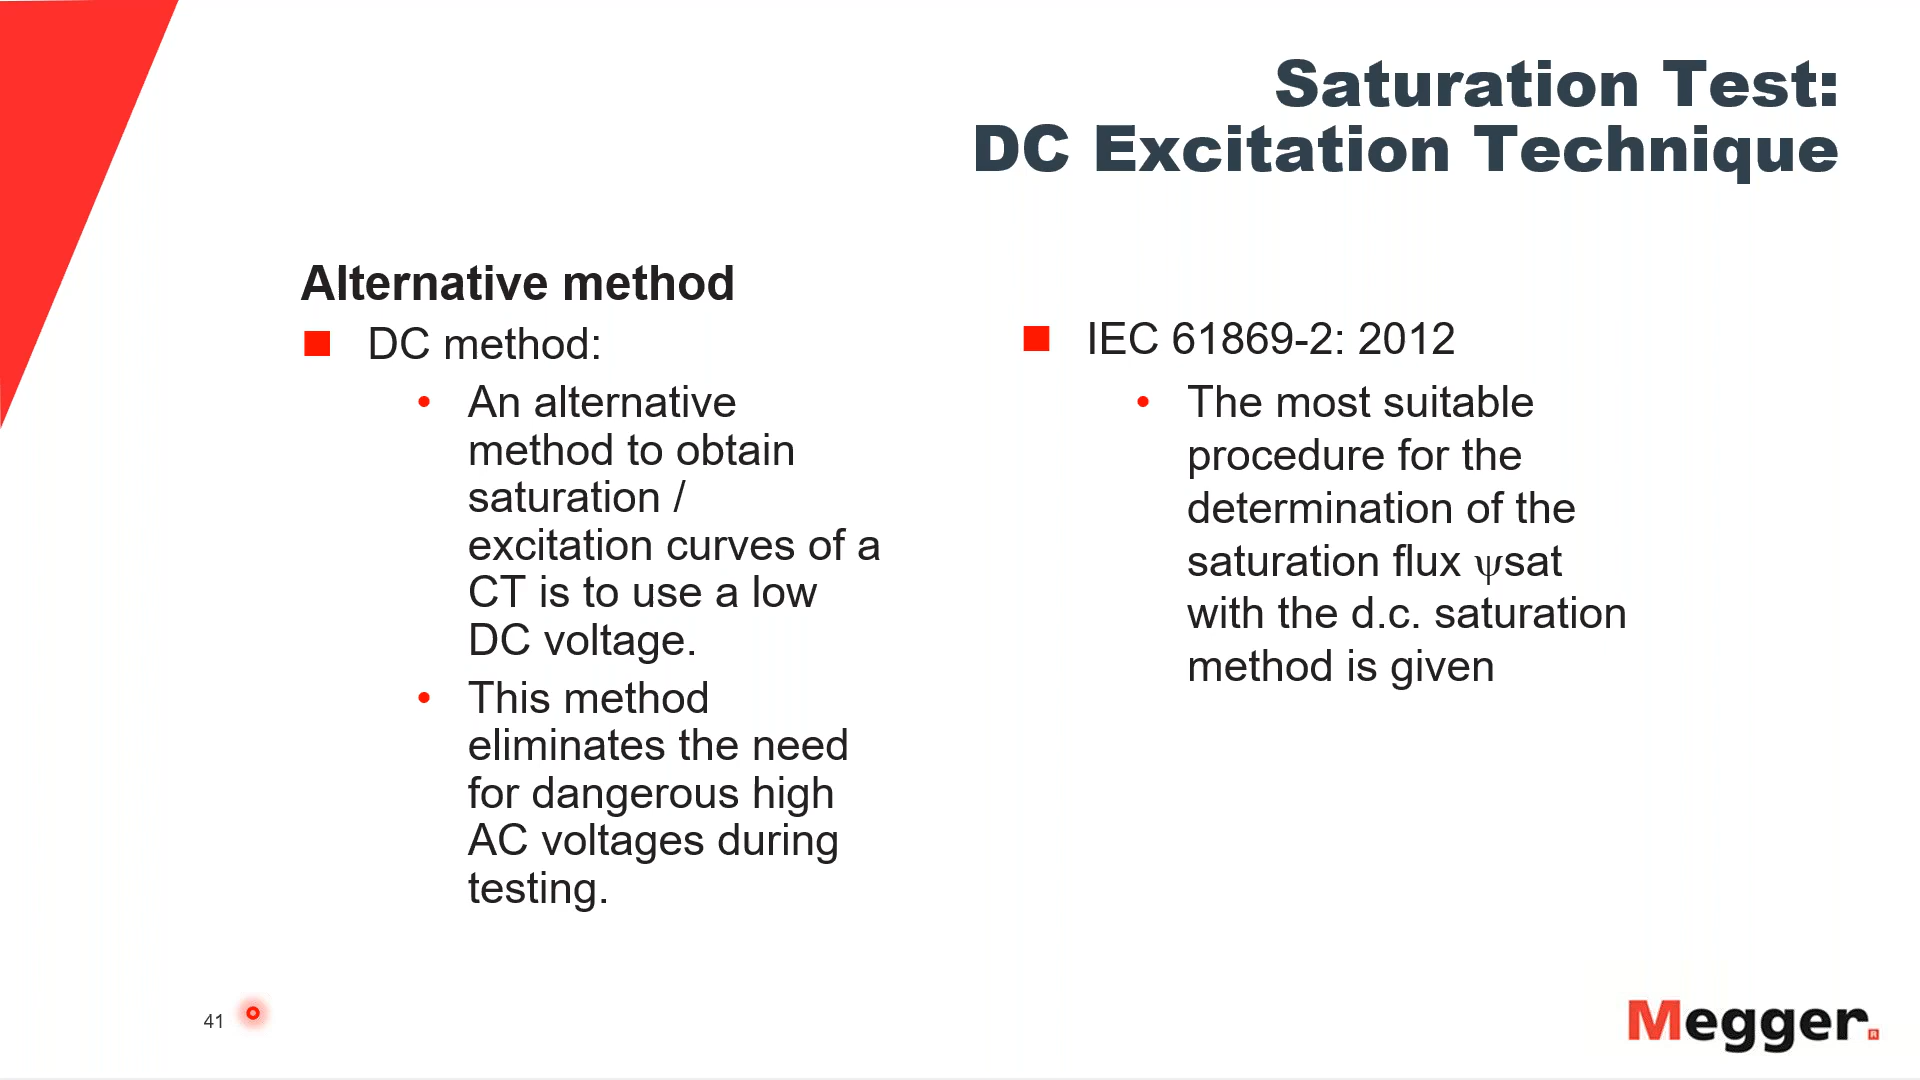 Saturation Test:
DC Excitation Technique
Alternative method
DC method:
• An alternative
method to obtain
saturation /
excitation curves of a
CT is to use a low
DC voltage.
• This method
eliminates the need
for dangerous high
AC voltages during
testing.
IEC 61869-2: 2012
• The most suitable
procedure for the
determination of the
saturation flux ψsat
with the d.c. saturation
method is given
41
Megger.